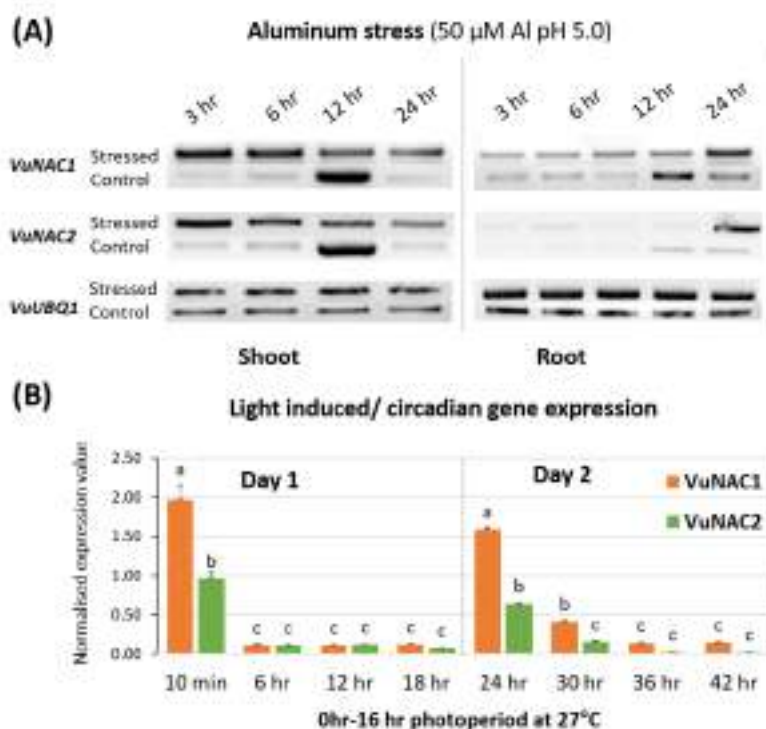 (A)
Aluminum stress (50 µM Al pH 5.0)
3 hr 6 hr 12 hr 24 hr 3 hr 6 hr 12 hr 24 hr
VuNAC1 Stressed
Control
VuNAC2 Stressed
Control
VuUBQ1 Stressed
Control
Shoot Root
(B)
Light induced/ circadian gene expression
Normalised expression value
2.50
2.00
1.50
1.00
0.50
0.00
Day 1 Day 2
VuNAC1
VuNAC2
a b c c c c c c a b b c c c c c
10 min 6 hr 12 hr 18 hr 24 hr 30 hr 36 hr 42 hr
0hr-16 hr photoperiod at 27°C